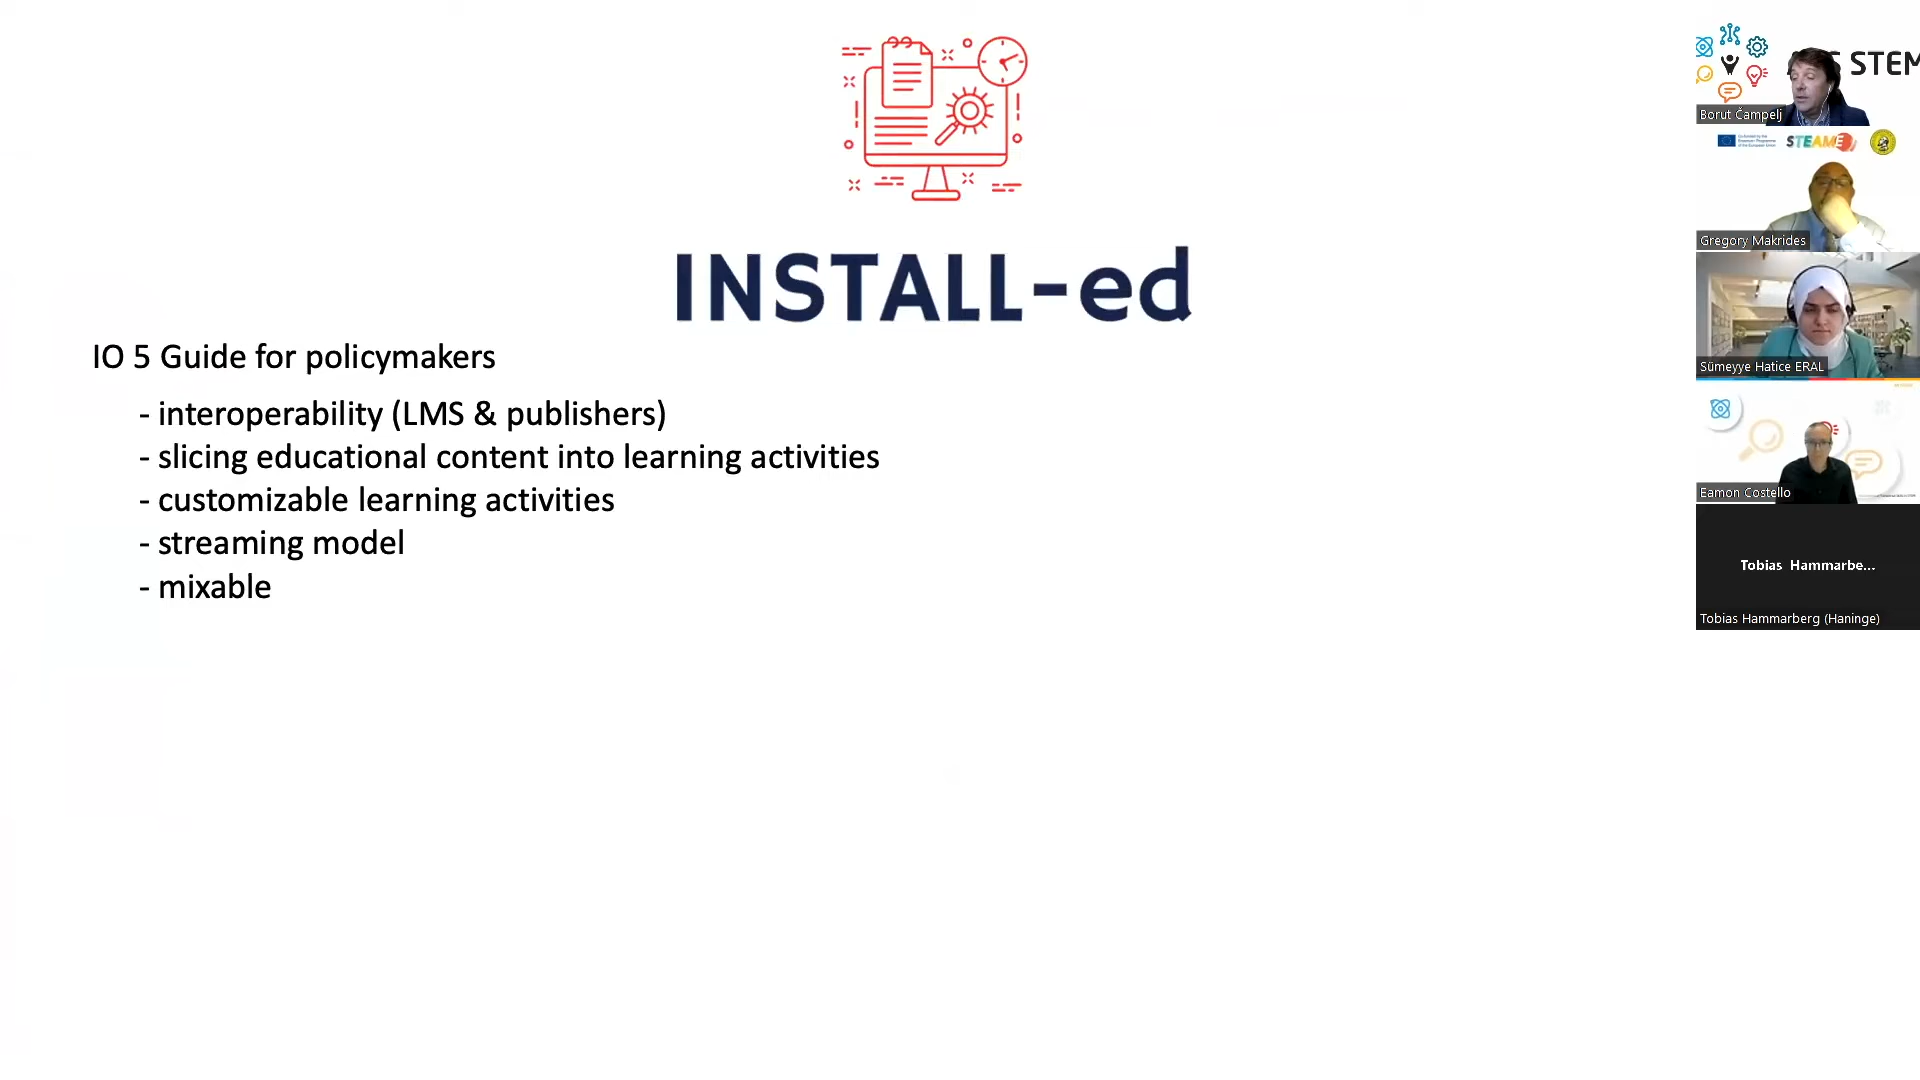 INSTALL-ed
IO 5 Guide for policymakers
- interoperability (LMS & publishers)
- slicing educational content into learning activities
- customizable learning activities
- streaming model
- mixable
STEM
Borut Čampelj
STEAME
Gregory Makrides
Sümeyye Hatice ERAL
Eamon Costello
Tobias Hammarbe...
Tobias Hammarberg (Haninge)